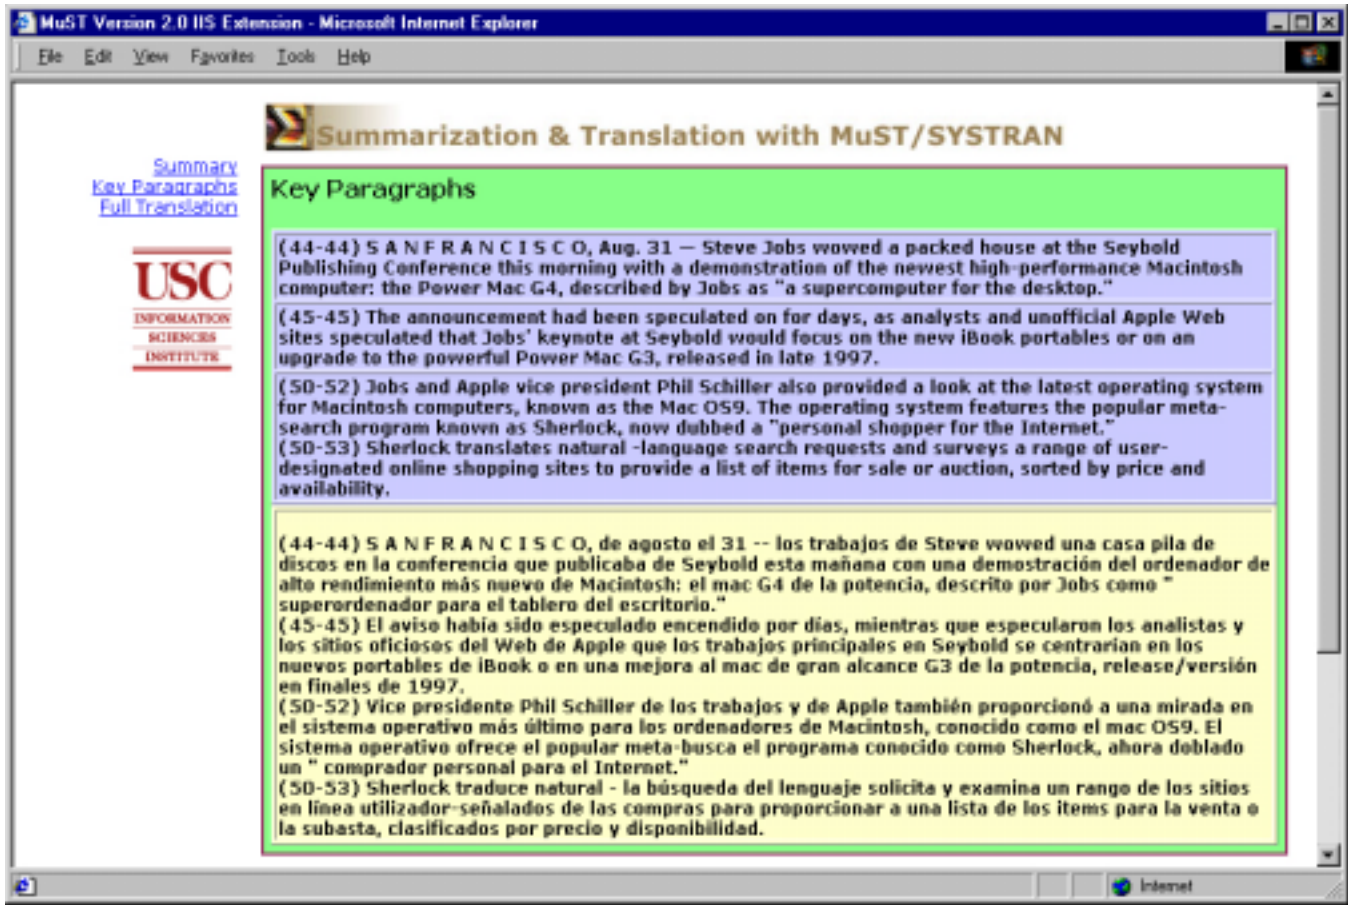 MuST Version 2.0 IIS Extension - Microsoft Internet Explorer
File Edit View Favorites Tools Help
Summarization & Translation with MuST/SYSTRAN
Summary
Key Paragraphs
Full Translation
USC
INFORMATION
SCIENCES
INSTITUTE
Key Paragraphs
(44-44) S A N F R A N C I S C O, Aug. 31 — Steve Jobs wowed a packed house at the Seybold
Publishing Conference this morning with a demonstration of the newest high-performance Macintosh
computer: the Power Mac G4, described by Jobs as "a supercomputer for the desktop."
(45-45) The announcement had been speculated on for days, as analysts and unofficial Apple Web
sites speculated that Jobs' keynote at Seybold would focus on the new iBook portables or on an
upgrade to the powerful Power Mac G3, released in late 1997.
(50-52) Jobs and Apple vice president Phil Schiller also provided a look at the latest operating system
for Macintosh computers, known as the Mac OS9. The operating system features the popular meta-
search program known as Sherlock, now dubbed a "personal shopper for the Internet."
(50-53) Sherlock translates natural -language search requests and surveys a range of user-
designated online shopping sites to provide a list of items for sale or auction, sorted by price and
availability.
(44-44) S A N F R A N C I S C O, de agosto el 31 -- los trabajos de Steve wowed una casa pila de
discos en la conferencia que publicaba de Seybold esta mañana con una demostración del ordenador de
alto rendimiento más nuevo de Macintosh: el mac G4 de la potencia, descrito por Jobs como "
superordenador para el tablero del escritorio."
(45-45) El aviso había sido especulado encendido por días, mientras que especularon los analistas y
los sitios oficiosos del Web de Apple que los trabajos principales en Seybold se centrarían en los
nuevos portables de iBook o en una mejora al mac de gran alcance G3 de la potencia, release/versión
en finales de 1997.
(50-52) Vice presidente Phil Schiller de los trabajos y de Apple también proporcionó a una mirada en
el sistema operativo más último para los ordenadores de Macintosh, conocido como el mac OS9. El
sistema operativo ofrece el popular meta-busca el programa conocido como Sherlock, ahora doblado
un " comprador personal para el Internet."
(50-53) Sherlock traduce natural - la búsqueda del lenguaje solicita y examina un rango de los sitios
en línea utilizador-señalados de las compras para proporcionar a una lista de los items para la venta o
la subasta, clasificados por precio y disponibilidad.
Internet